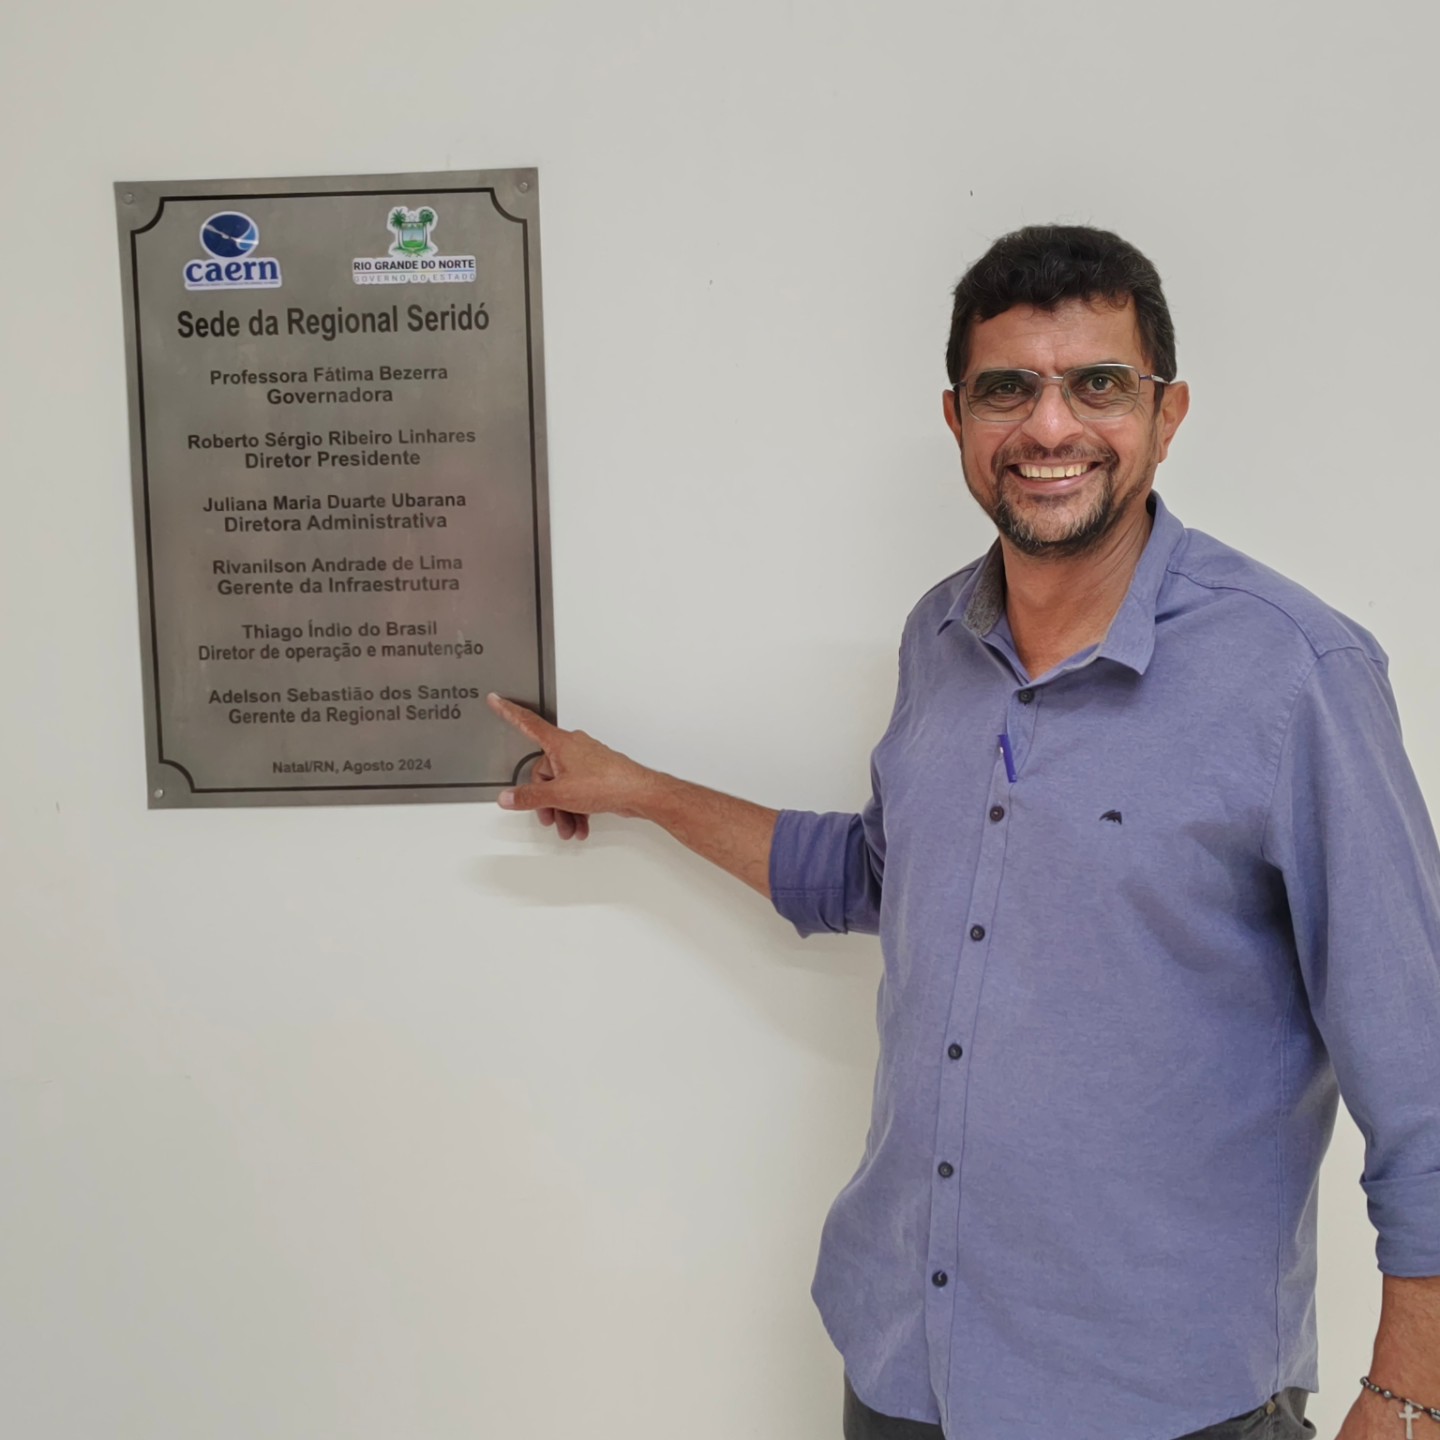 caern
RIO GRANDE DO NORTE
GOVERNO DO ESTADO
Sede da Regional Seridó
Professora Fátima Bezerra
Governadora
Roberto Sérgio Ribeiro Linhares
Diretor Presidente
Juliana Maria Duarte Ubarana
Diretora Administrativa
Rivanilson Andrade de Lima
Gerente da Infraestrutura
Thiago Índio do Brasil
Diretor de operação e manutenção
Adelson Sebastião dos Santos
Gerente da Regional Seridó
Natal/RN, Agosto 2024